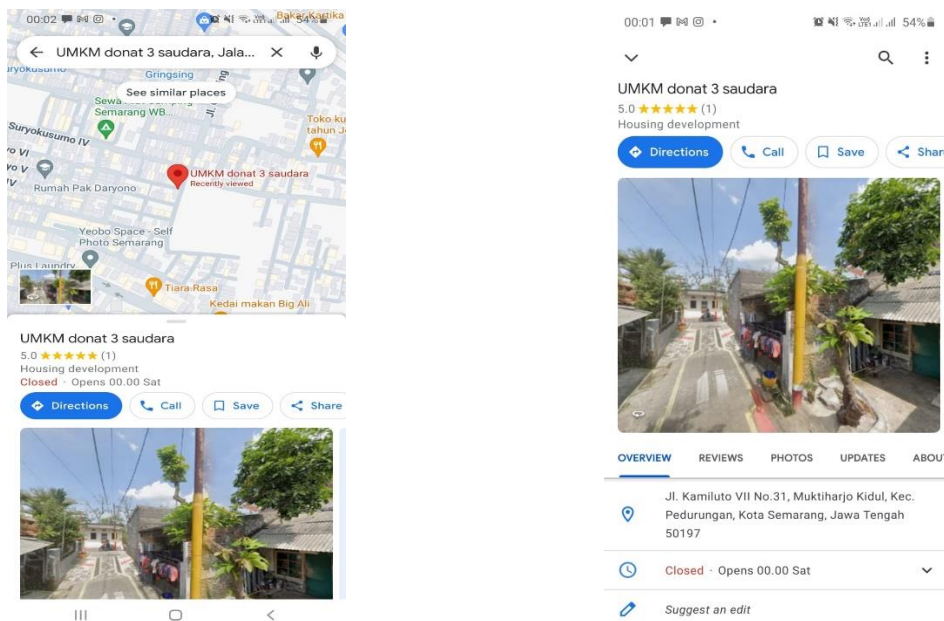 00:02
54%
Bakar Kartika
UMKM donat 3 saudara, Jala...
Gringsing
See similar places
Semarang WB...
Suryokusumo IV
Toko
tahun
UMKM donat 3 saudara
Recently viewed
Rumah Pak Daryono
Yeobo Space - Self
Photo Semarang
Plus Laundry
Tiara Rasa
Kedai makan Big Ali
UMKM donat 3 saudara
5.0 (1)
Housing development
Closed · Opens 00.00 Sat
Directions
Call
Save
Share
00:01
54%
UMKM donat 3 saudara
5.0 (1)
Housing development
Directions
Call
Save
Shar
OVERVIEW
REVIEWS
PHOTOS
UPDATES
ABOU
Jl. Kamiluto VII No.31, Muktiharjo Kidul, Kec.
Pedurungan, Kota Semarang, Jawa Tengah
50197
Closed · Opens 00.00 Sat
Suggest an edit